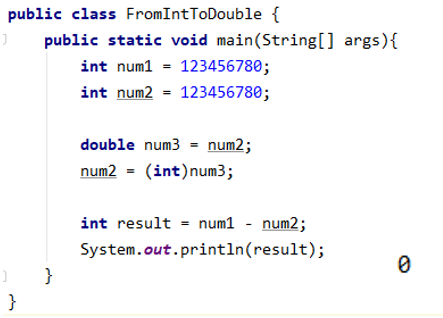 public class FromIntToDouble {
public static void main(String[] args){
int num1 = 123456780;
int num2 = 123456780;
double num3 = num2;
num2 = (int)num3;
int result = num1 - num2;
System.out.println(result);
0
}
}